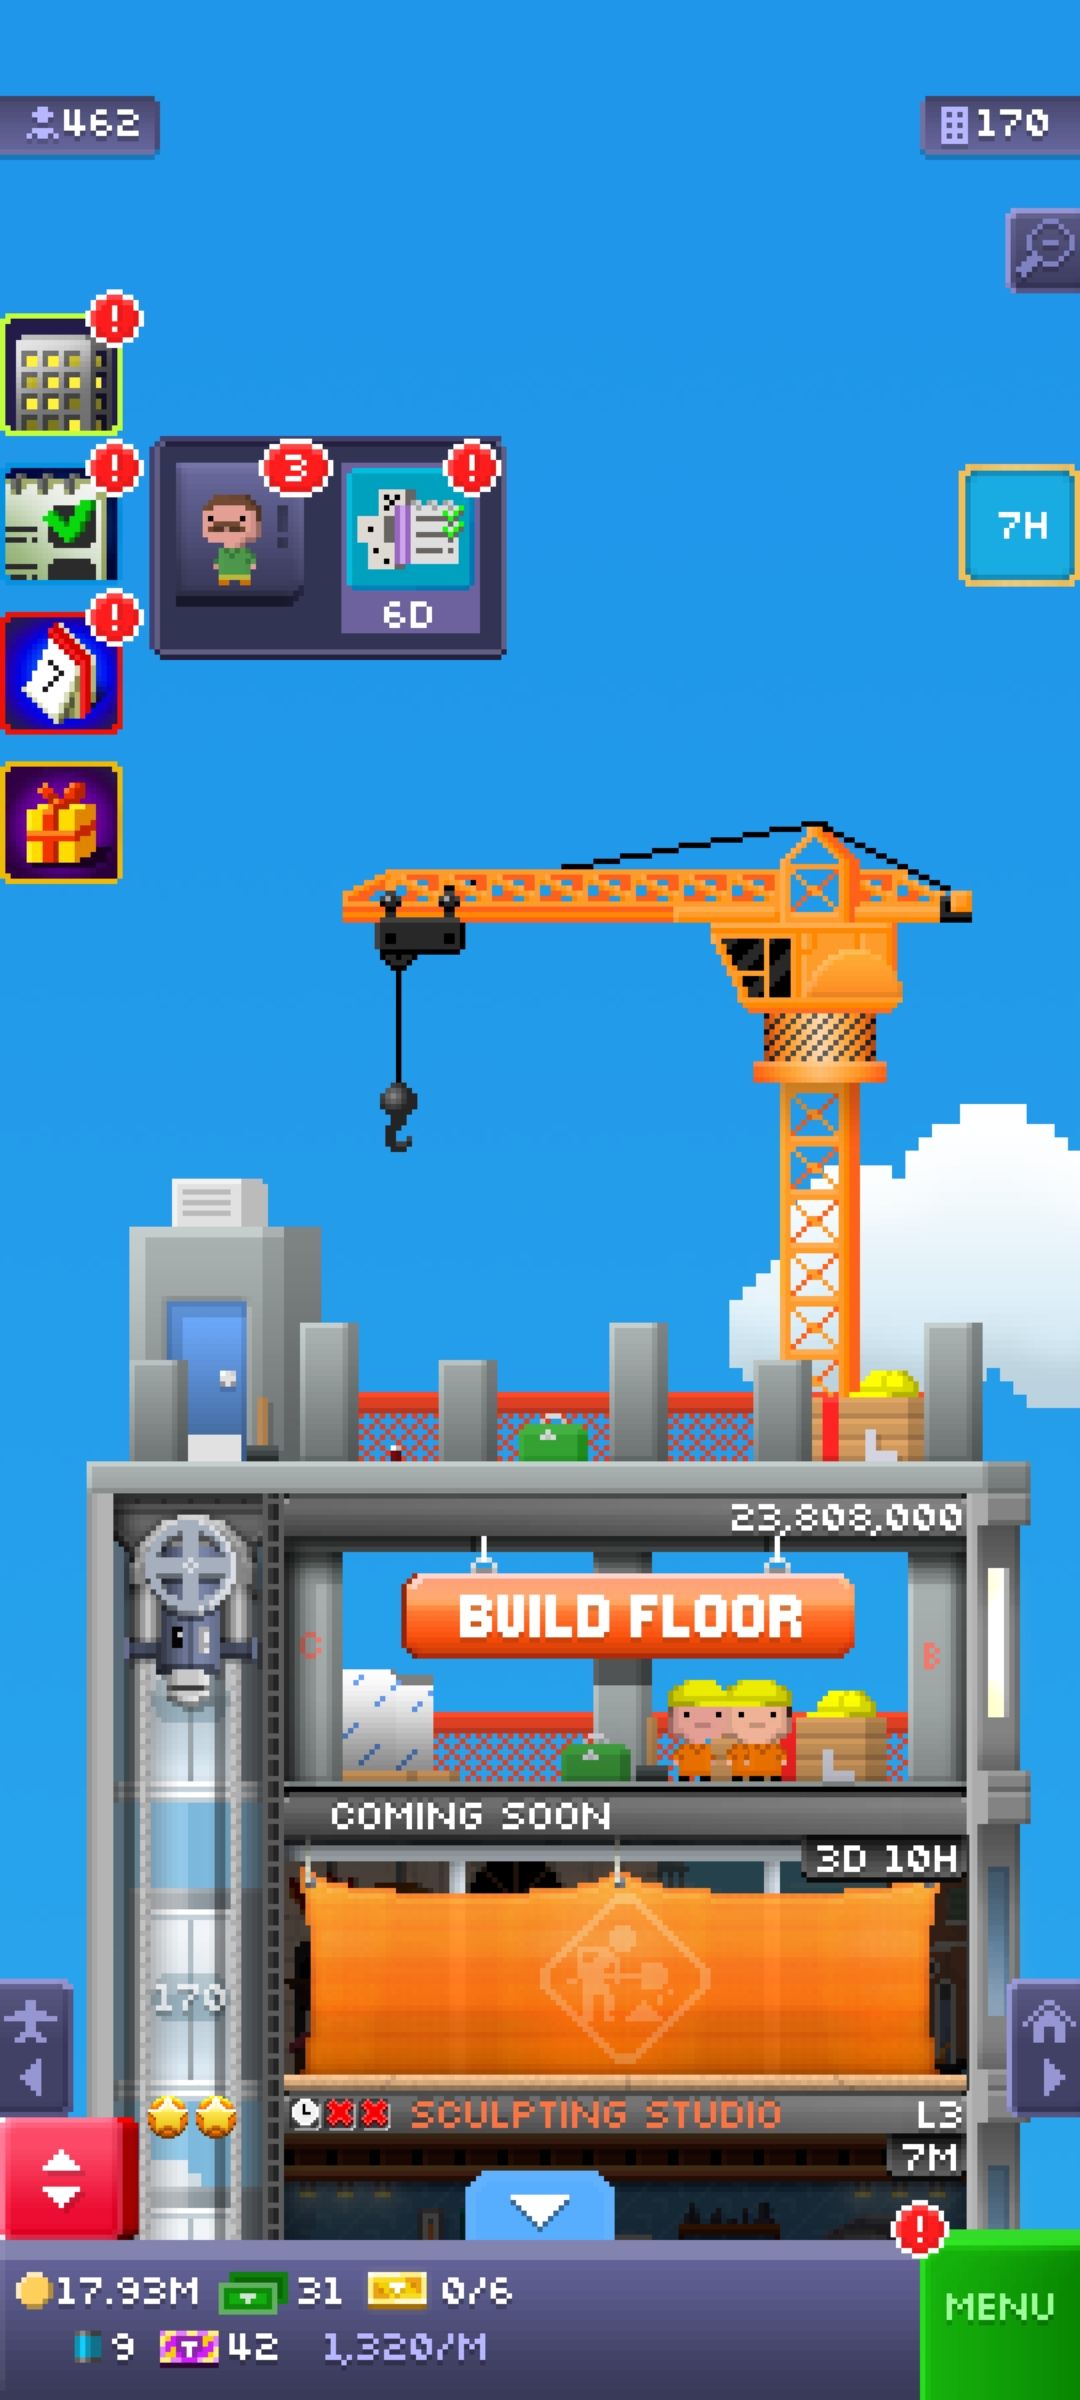 462
170
!
!
3
!
7H
6D
!
7
23,808,000
BUILD FLOOR
C
B
COMING SOON
3D 10H
170
SCULPTING STUDIO
L3
7M
!
17.93M
31
0/6
MENU
9
T
42
1,320/M